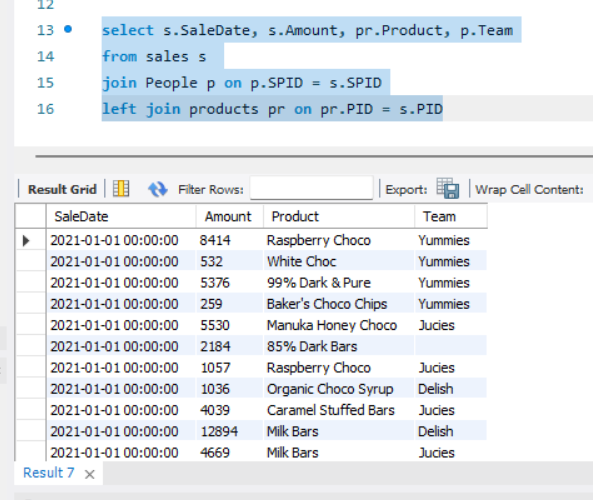 12
13 select s.SaleDate, s.Amount, pr.Product, p.Team
14 from sales s
15 join People p on p.SPID = s.SPID
16 left join products pr on pr.PID = s.PID
Result Grid Filter Rows: Export: Wrap Cell Content:
SaleDate Amount Product Team
2021-01-01 00:00:00 8414 Raspberry Choco Yummies
2021-01-01 00:00:00 532 White Choc Yummies
2021-01-01 00:00:00 5376 99% Dark & Pure Yummies
2021-01-01 00:00:00 259 Baker's Choco Chips Yummies
2021-01-01 00:00:00 5530 Manuka Honey Choco Jucies
2021-01-01 00:00:00 2184 85% Dark Bars
2021-01-01 00:00:00 1057 Raspberry Choco Jucies
2021-01-01 00:00:00 1036 Organic Choco Syrup Delish
2021-01-01 00:00:00 4039 Caramel Stuffed Bars Jucies
2021-01-01 00:00:00 12894 Milk Bars Delish
2021-01-01 00:00:00 4669 Milk Bars Jucies
Result 7